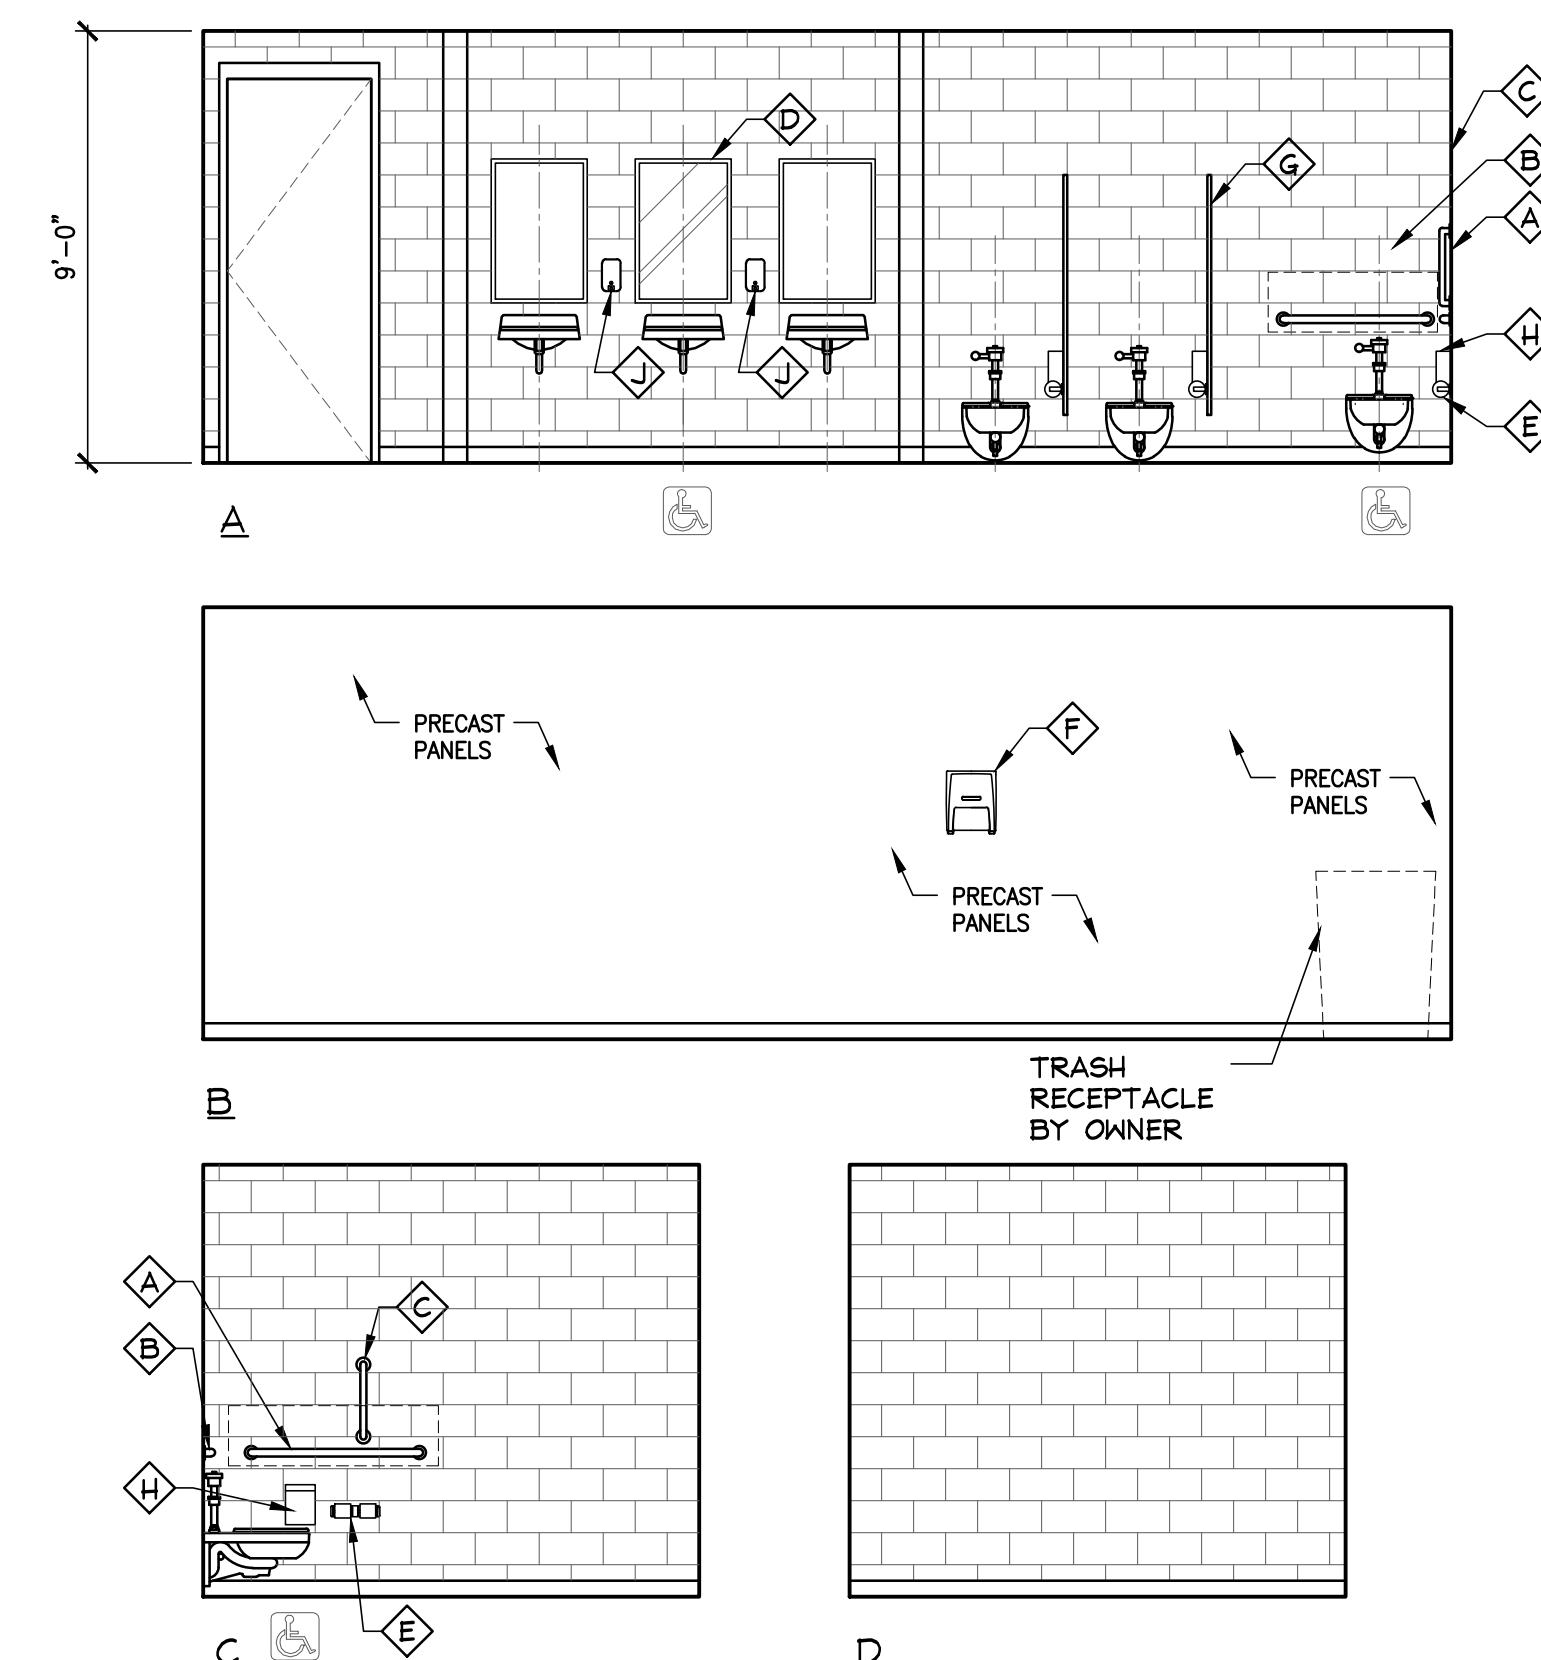 9'-0"
D
C
B
G
A
H
J
J
E
A
PRECAST
PANELS
F
PRECAST
PANELS
PRECAST
PANELS
TRASH
RECEPTACLE
BY OWNER
B
A
C
B
H
E
C
D